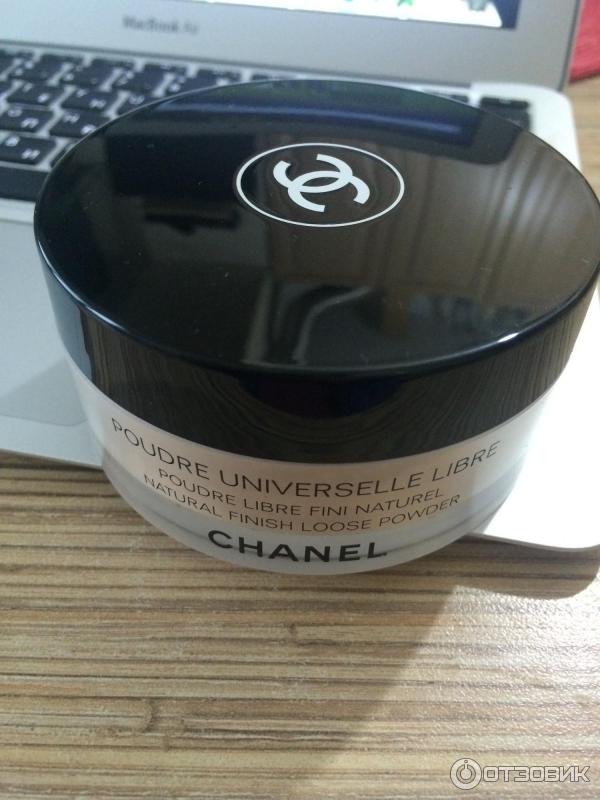 MacBook Air
POUDRE UNIVERSELLE LIBRE
POUDRE LIBRE FINI NATUREL
NATURAL FINISH LOOSE POWDER
CHANEL
ОТЗОВИК